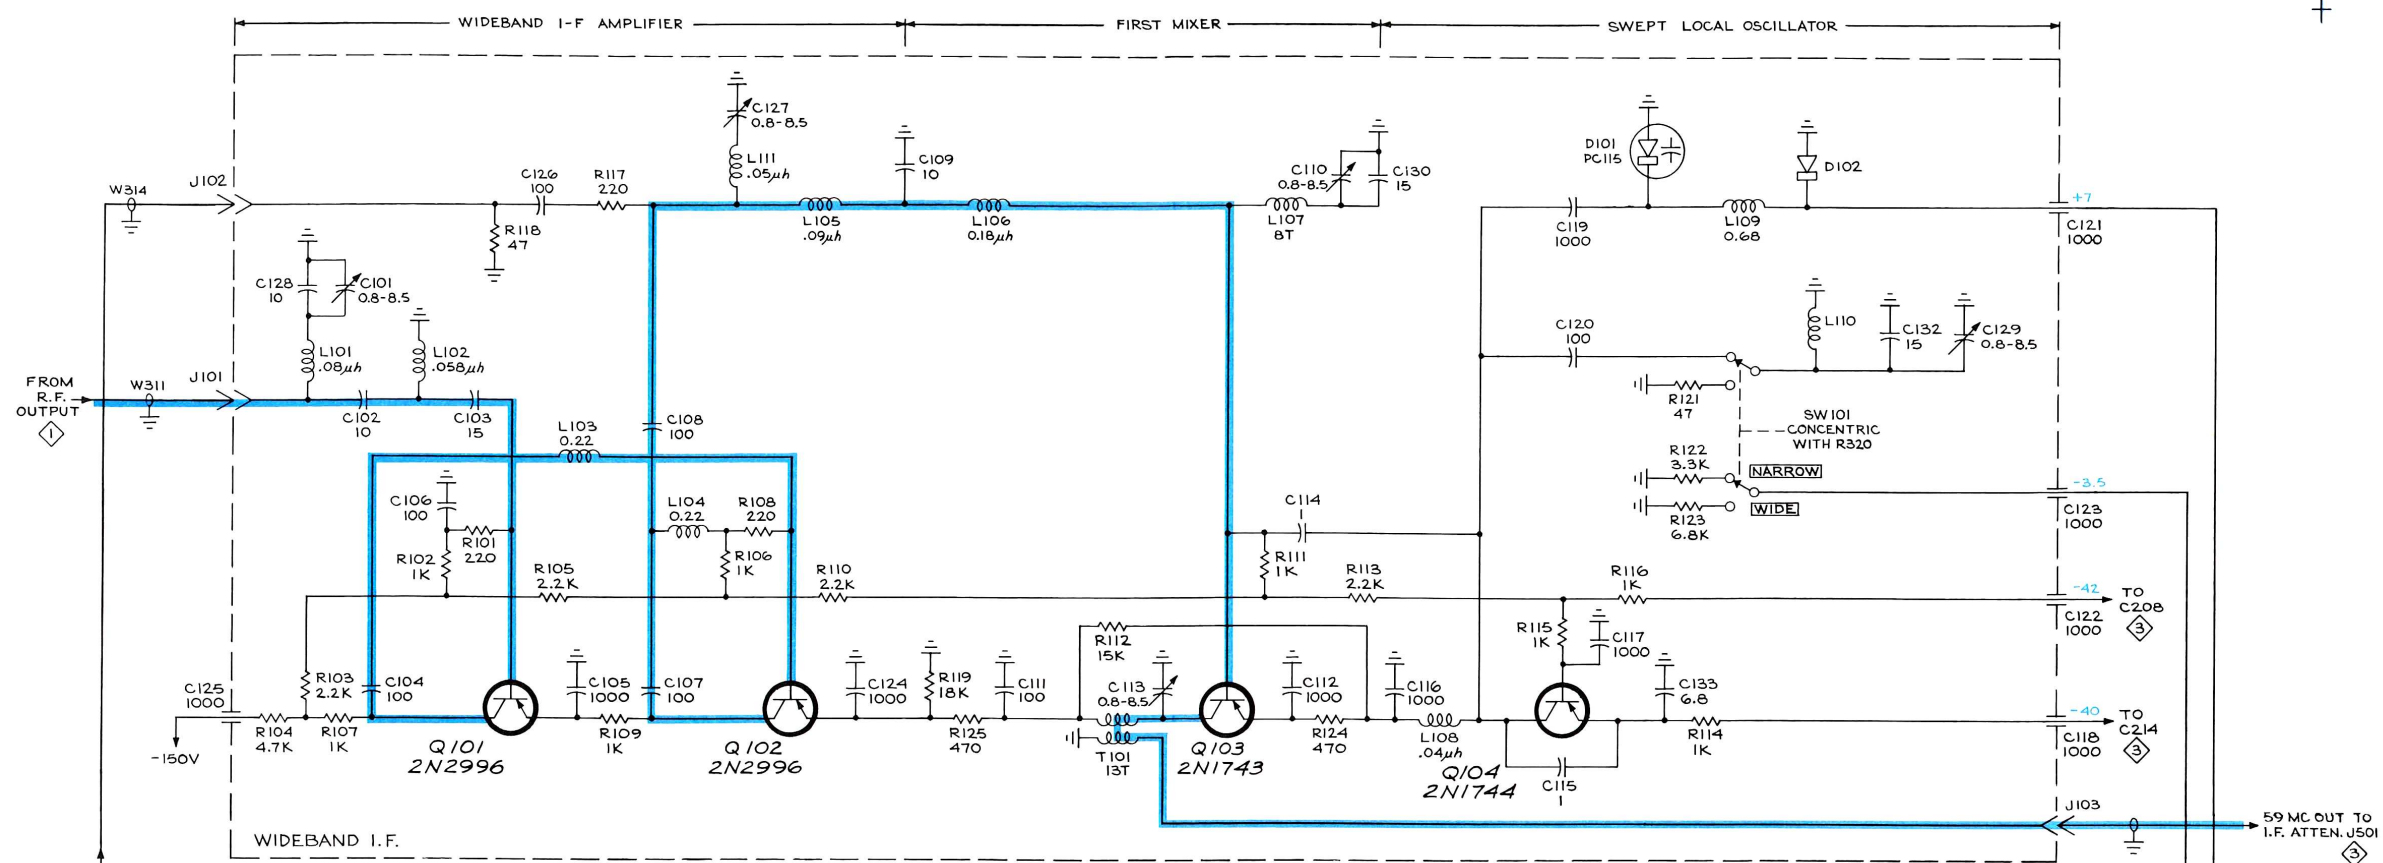 WIDEBAND I-F AMPLIFIER
FIRST MIXER
SWEPT LOCAL OSCILLATOR
C127
0.8-8.5
L111
.05µh
C109
10
C110
0.8-8.5
C130
15
D101
PC115
D102
W314
J102
C126
100
R117
220
R118
47
L105
.09µh
L106
0.18µh
L107
8T
C119
1000
L109
0.68
+7
C121
1000
C128
10
C101
0.8-8.5
L101
.08µh
L102
.058µh
C120
100
L110
C132
15
C129
0.8-8.5
FROM
R.F.
OUTPUT
1
W311
J101
C102
10
C103
15
R121
47
SW101
CONCENTRIC
WITH R320
L103
0.22
C108
100
R122
3.3K
NARROW
R123
6.8K
WIDE
-3.5
C123
1000
C106
100
R101
220
R102
1K
L104
0.22
R108
220
R106
1K
C114
1
R111
1K
R105
2.2K
R110
2.2K
R113
2.2K
R116
1K
-42
TO
C208
3
C122
1000
R112
15K
R115
1K
C117
1000
C125
1000
R103
2.2K
C104
100
C105
1000
C107
100
C124
1000
R119
18K
C111
100
C113
0.8-8.5
C112
1000
C116
1000
C133
6.8
-150V
R104
4.7K
R107
1K
Q101
2N2996
R109
1K
Q102
2N2996
R125
470
T101
13T
Q103
2N1743
R124
470
L108
.04µh
Q104
2N1744
C115
1
R114
1K
-40
TO
C214
3
C118
1000
J103
59 MC OUT TO
I.F. ATTEN. J501
3
WIDEBAND I.F.